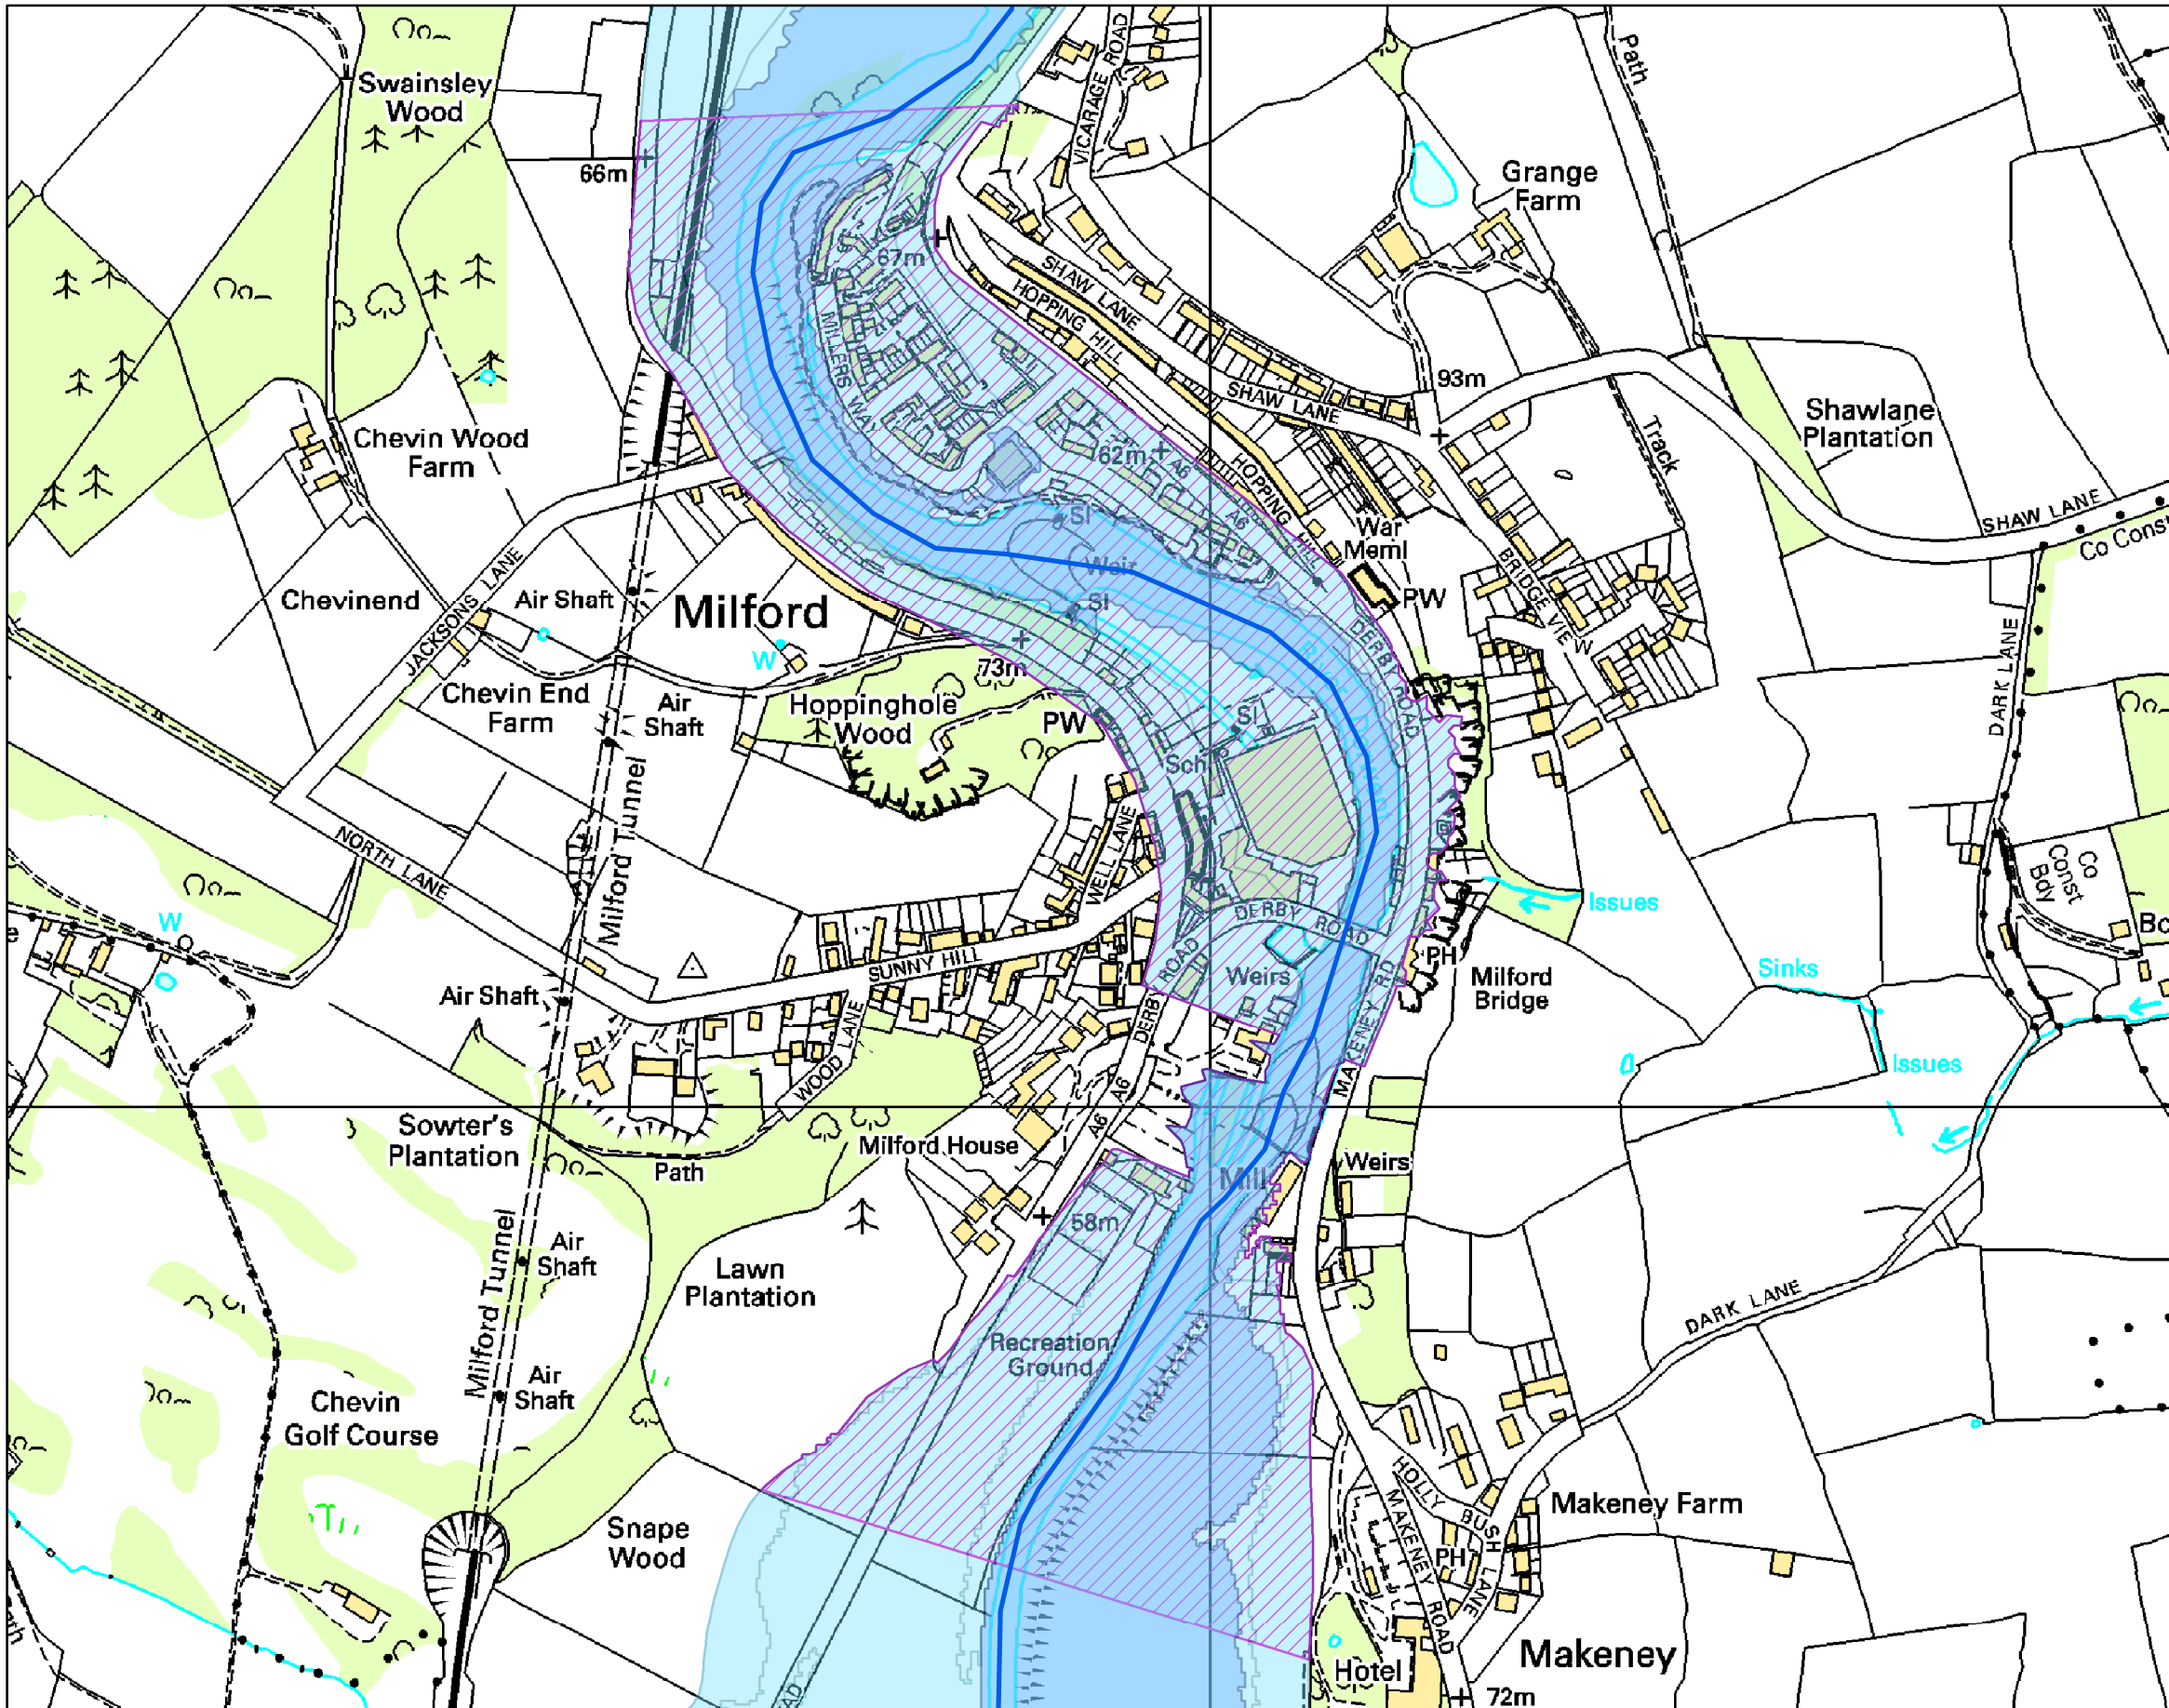 Path
VICARAGE ROAD
Swainsley
Wood
66m
Grange
Farm
67m
SHAW LANE
HOPPING HILL
MILLERS WAY
SHAW LANE
93m
Track
Shawlane
Plantation
Chevin Wood
Farm
62m
A6
HOPPING
HILL
A6
SHAW LANE
Co Const
War
Meml
PW
SI
Weir
SI
BRIDGE VIEW
Chevinend
JACKSONS LANE
Air Shaft
Milford
W
73m
DERBY ROAD
DARK LANE
Chevin End
Farm
Air
Shaft
Hoppinghole
Wood
PW
SI
Sch
Milford Tunnel
NORTH LANE
WELL LANE
Co
Const
Bdy
W
Issues
DERBY ROAD
DERBY ROAD
SUNNY HILL
Weirs
PH
Milford
Bridge
Sinks
Air Shaft
MAKENEY RD
WOOD LANE
Issues
A6
A6
Sowter's
Plantation
Path
Milford House
Weirs
Mill
58m
Air
Shaft
Milford Tunnel
Lawn
Plantation
DARK LANE
Recreation
Ground
Air
Shaft
Chevin
Golf Course
HOLLY BUSH LANE
MAKENEY ROAD
Makeney Farm
Snape
Wood
PH
Makeney
Hotel
72m